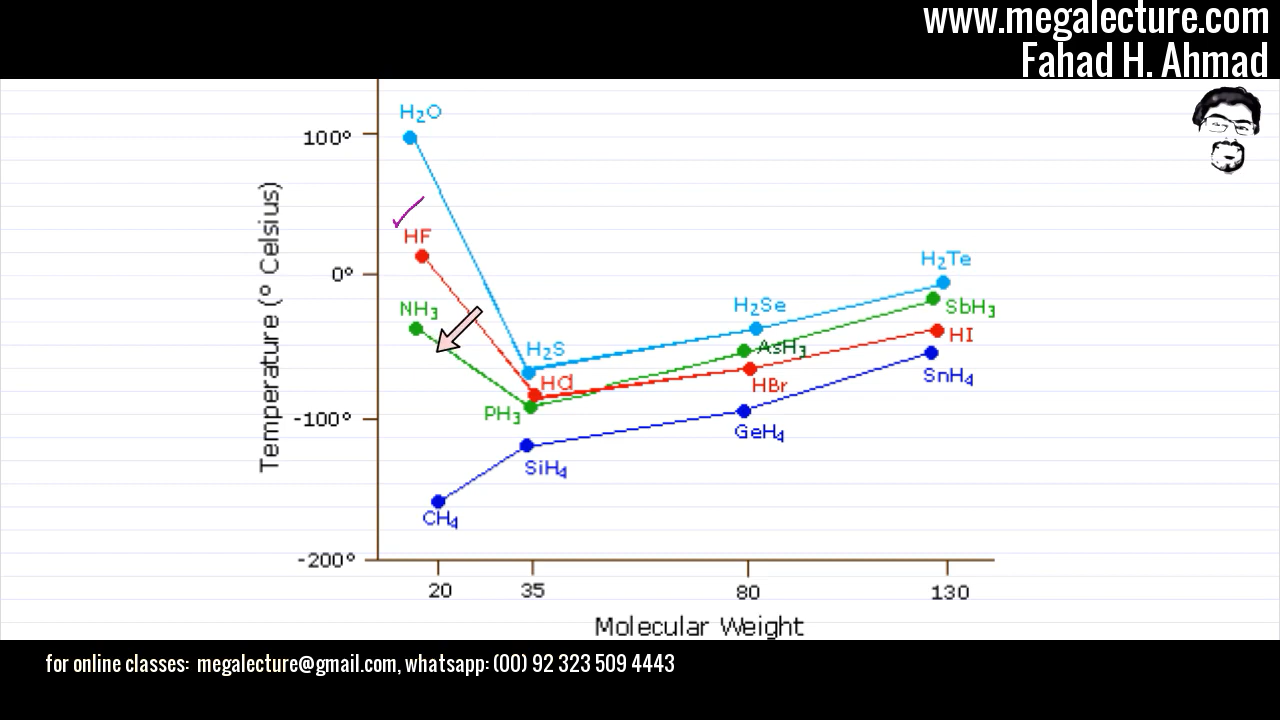 www.megalecture.com
Fahad H. Ahmad
H₂O
100°
HF
H₂Te
0°
H₂Se
NH₃
SbH₃
HI
H₂S
AsH₃
HCl
HBr
SnH₄
PH₃
-100°
GeH₄
SiH₄
CH₄
-200°
20 35 80 130
Temperature (° Celsius)
Molecular Weight
for online classes: megalecture@gmail.com, whatsapp: (00) 92 323 509 4443